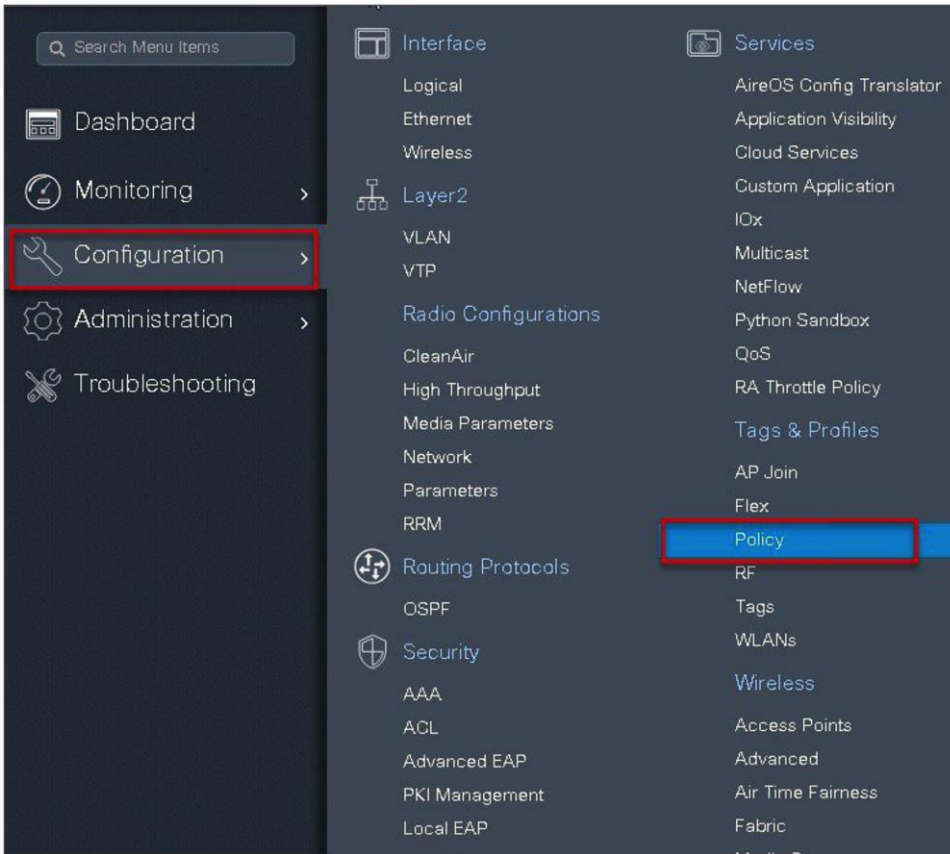 Search Menu Items
Dashboard
Monitoring
Configuration
Administration
Troubleshooting
Interface
Logical
Ethernet
Wireless
Layer2
VLAN
VTP
Radio Configurations
CleanAir
High Throughput
Media Parameters
Network
Parameters
RRM
Routing Protocols
OSPF
Security
AAA
ACL
Advanced EAP
PKI Management
Local EAP
Services
AireOS Config Translator
Application Visibility
Cloud Services
Custom Application
IOx
Multicast
NetFlow
Python Sandbox
QoS
RA Throttle Policy
Tags & Profiles
AP Join
Flex
Policy
RF
Tags
WLANs
Wireless
Access Points
Advanced
Air Time Fairness
Fabric